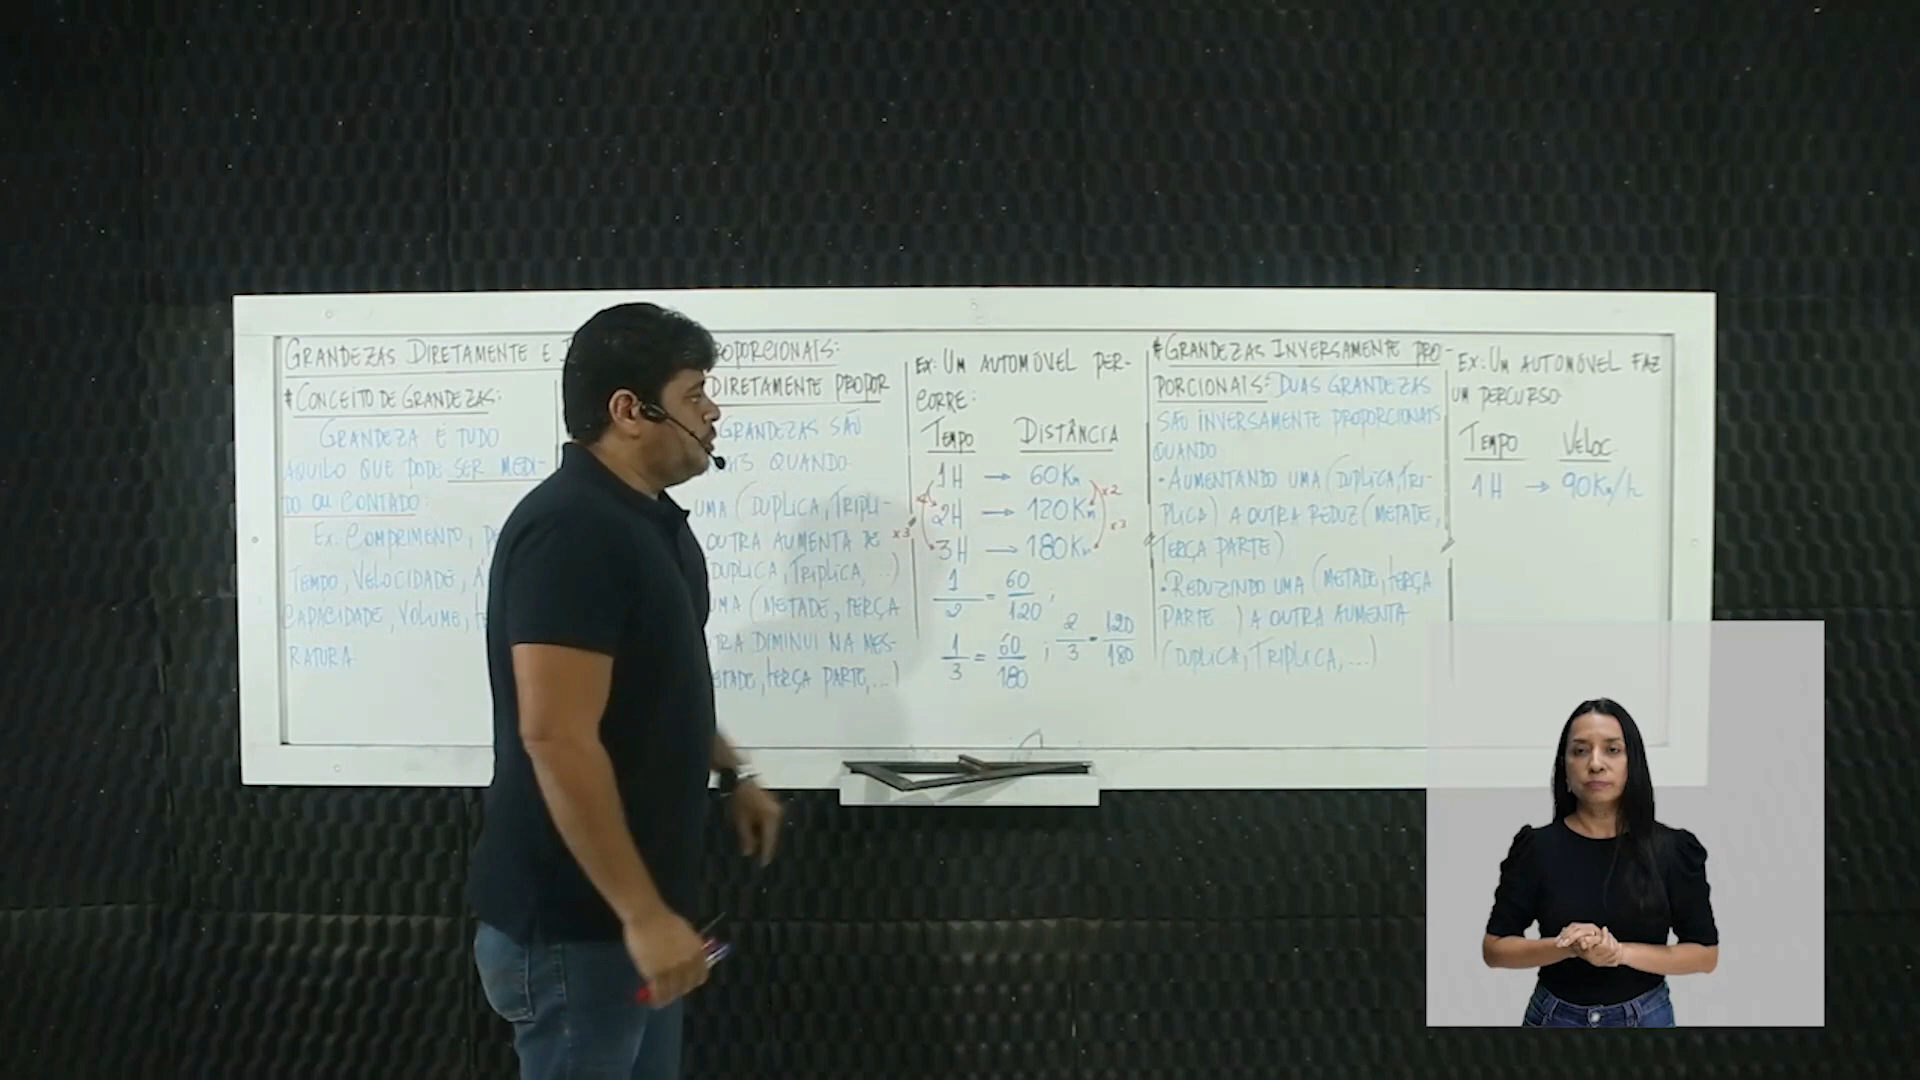 GRANDEZAS DIRETAMENTE E
ROPORCIONAIS:
* CONCEITO DE GRANDEZAS:
GRANDEZA É TUDO
AQUILO QUE PODE SER MEDI-
DO OU CONTADO:
EX. COMPRIMENTO,
TEMPO, VELOCIDADE, Á
CAPACIDADE, VOLUME,
RATURA.
DIRETAMENTE PROPOR
GRANDEZAS SÃO
QUANDO
UMA (DUPLICA, TRIPLI-
OUTRA AUMENTA DE
DUPLICA, TRIPLICA, ...)
UMA (METADE, TERÇA
TRA DIMINUI NA MES-
TADE, TERÇA PARTE, ...)
EX: UM AUTOMÓVEL PER-
CORRE:
TEMPO DISTÂNCIA
1H → 60Km
2H → 120Km
3H → 180Km
x2
x3
x3
1/2 = 60/120 ;
1/3 = 60/180 ; 2/3 = 120/180
* GRANDEZAS INVERSAMENTE PRO-
PORCIONAIS: DUAS GRANDEZAS
SÃO INVERSAMENTE PROPORCIONAIS
QUANDO
• AUMENTANDO UMA (DUPLICA, TRI-
PLICA) A OUTRA REDUZ (METADE,
TERÇA PARTE)
• REDUZINDO UMA (METADE, TERÇA
PARTE ) A OUTRA AUMENTA
(DUPLICA, TRIPLICA, ...)
EX: UM AUTOMÓVEL FAZ
UM PERCURSO
TEMPO VELOC.
1H → 90Km/h